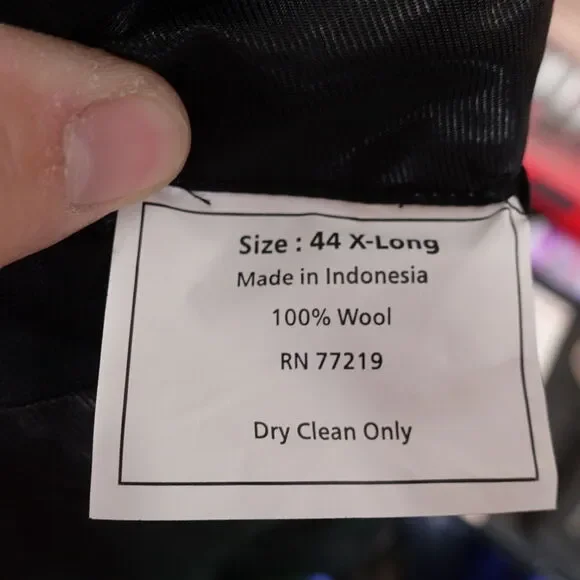 Size : 44 X-Long
Made in Indonesia
100% Wool
RN 77219
Dry Clean Only